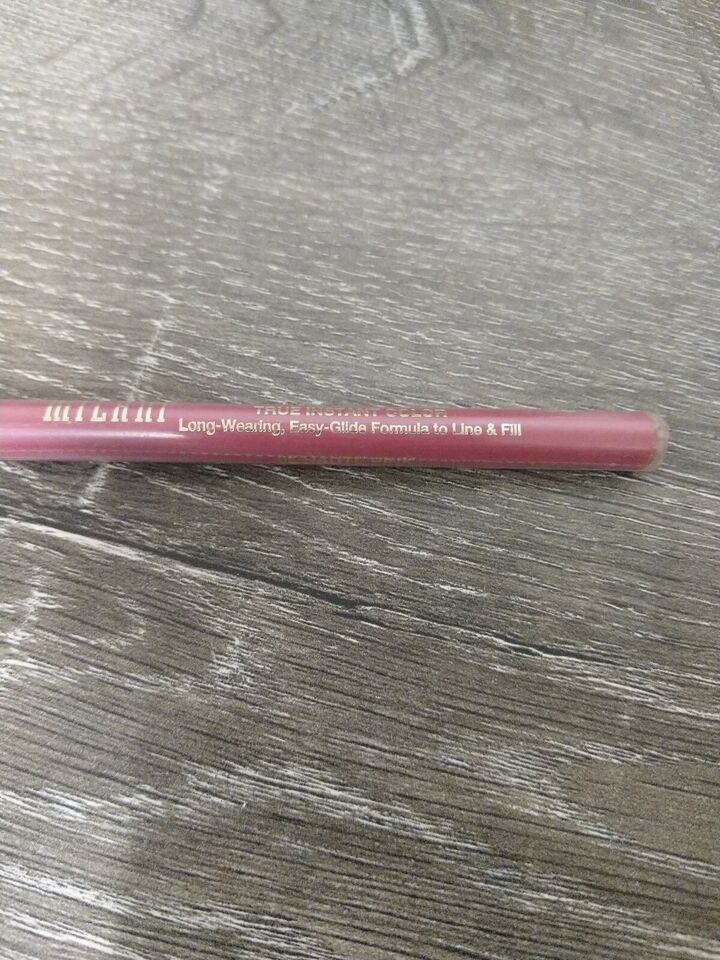 MILANI
TRUE INSTANT COLOR
Long-Wearing, Easy-Glide Formula to Line & Fill